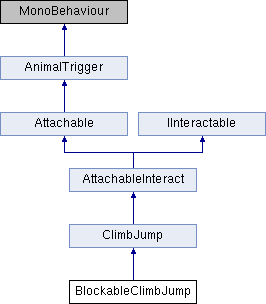 MonoBehaviour
AnimalTrigger
Attachable
IInteractable
AttachableInteract
ClimbJump
BlockableClimbJump